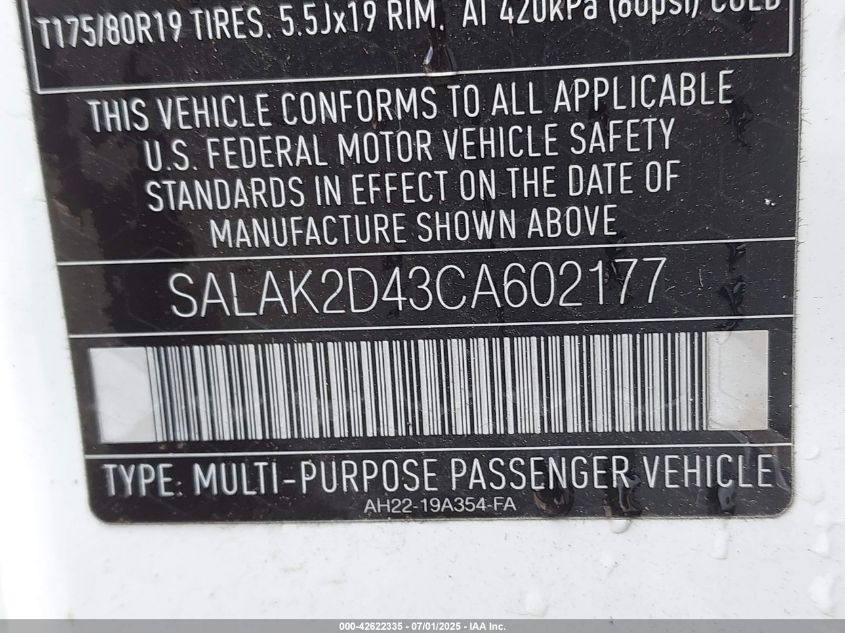 T175/80R19 TIRES. 5.5Jx19 RIM. AT 420kPa (60psi) COLD
THIS VEHICLE CONFORMS TO ALL APPLICABLE
U.S. FEDERAL MOTOR VEHICLE SAFETY
STANDARDS IN EFFECT ON THE DATE OF
MANUFACTURE SHOWN ABOVE
SALAK2D43CA602177
TYPE: MULTI-PURPOSE PASSENGER VEHICLE
AH22-19A354-FA
000-42622335 - 07/01/2025 - IAA Inc.